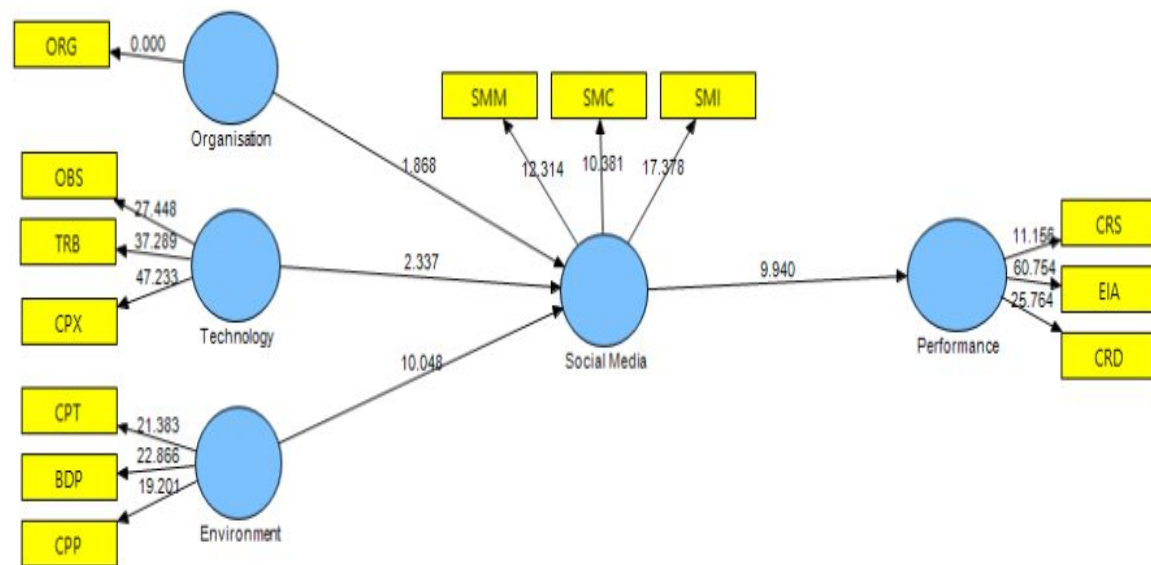 ORG
0.000
Organisation
1.868
OBS
27.448
TRB
37.289
CPX
47.233
Technology
2.337
CPT
21.383
BDP
22.866
CPP
19.201
Environment
10.048
SMM
SMC
SMI
12.314
10.381
17.378
Social Media
9.940
Performance
CRS
11.156
EIA
60.754
CRD
25.764